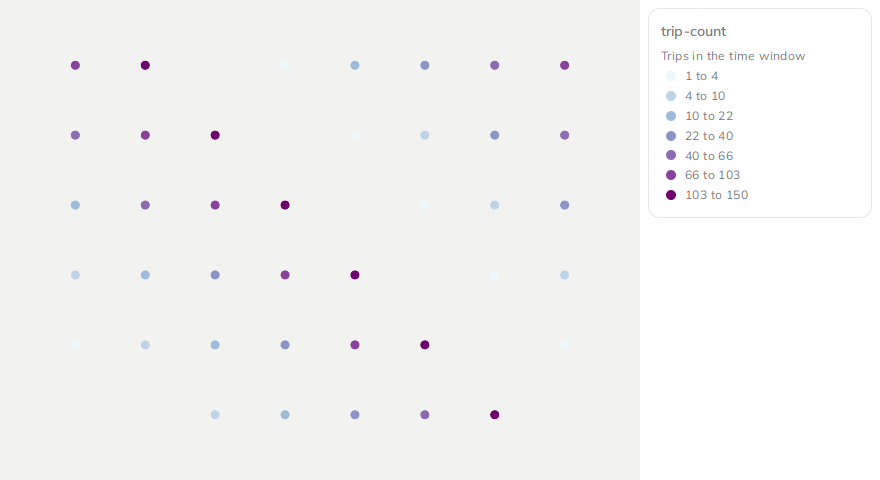 trip-count
Trips in the time window
1 to 4
4 to 10
10 to 22
22 to 40
40 to 66
66 to 103
103 to 150